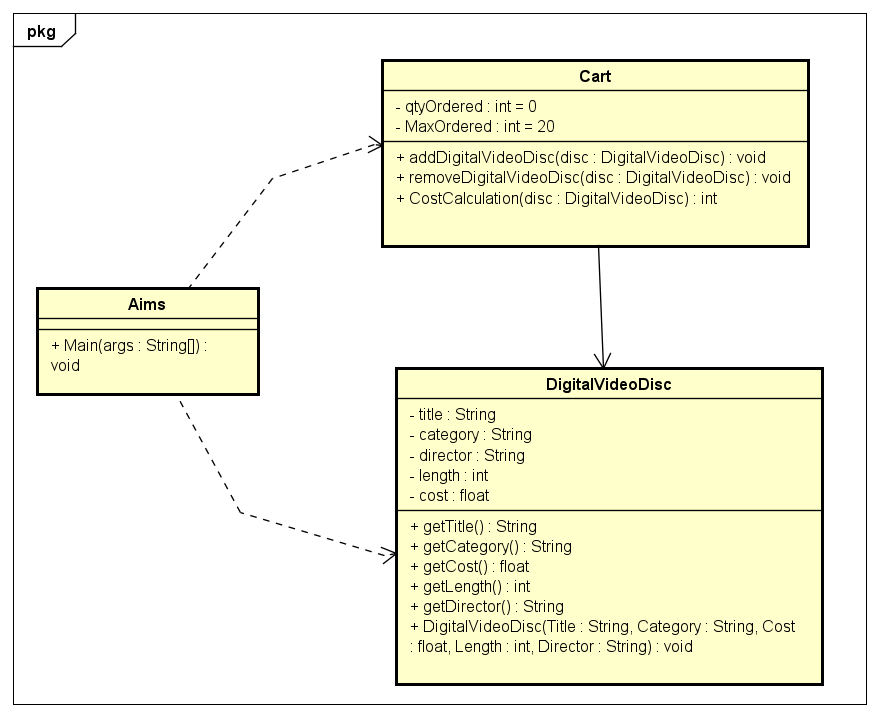 pkg
Cart
- qtyOrdered : int = 0
- MaxOrdered : int = 20
+ addDigitalVideoDisc(disc : DigitalVideoDisc) : void
+ removeDigitalVideoDisc(disc : DigitalVideoDisc) : void
+ CostCalculation(disc : DigitalVideoDisc) : int
Aims
+ Main(args : String[]) :
void
DigitalVideoDisc
- title : String
- category : String
- director : String
- length : int
- cost : float
+ getTitle() : String
+ getCategory() : String
+ getCost() : float
+ getLength() : int
+ getDirector() : String
+ DigitalVideoDisc(Title : String, Category : String, Cost
: float, Length : int, Director : String) : void